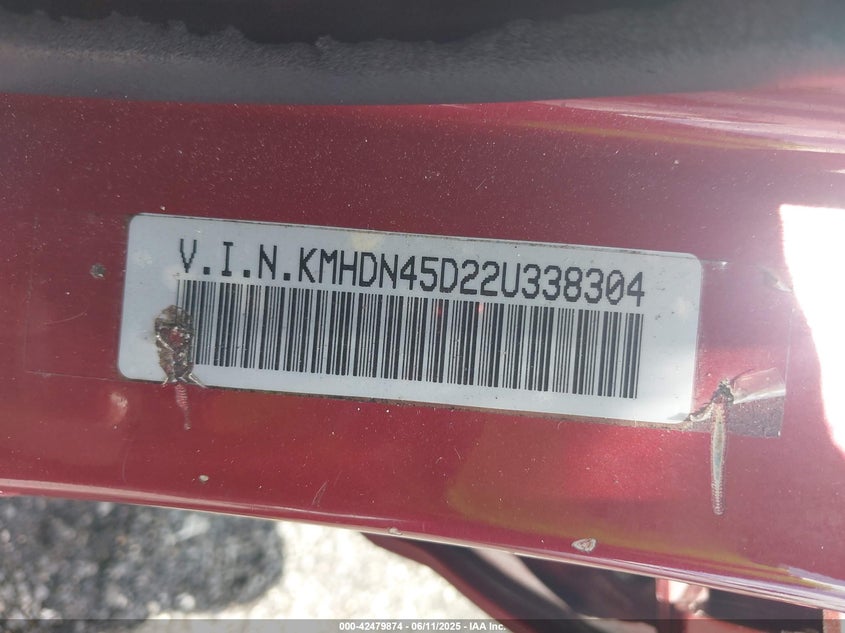 V.I.N.KMHDN45D22U338304
000-42479874 - 06/11/2025 - IAA Inc.